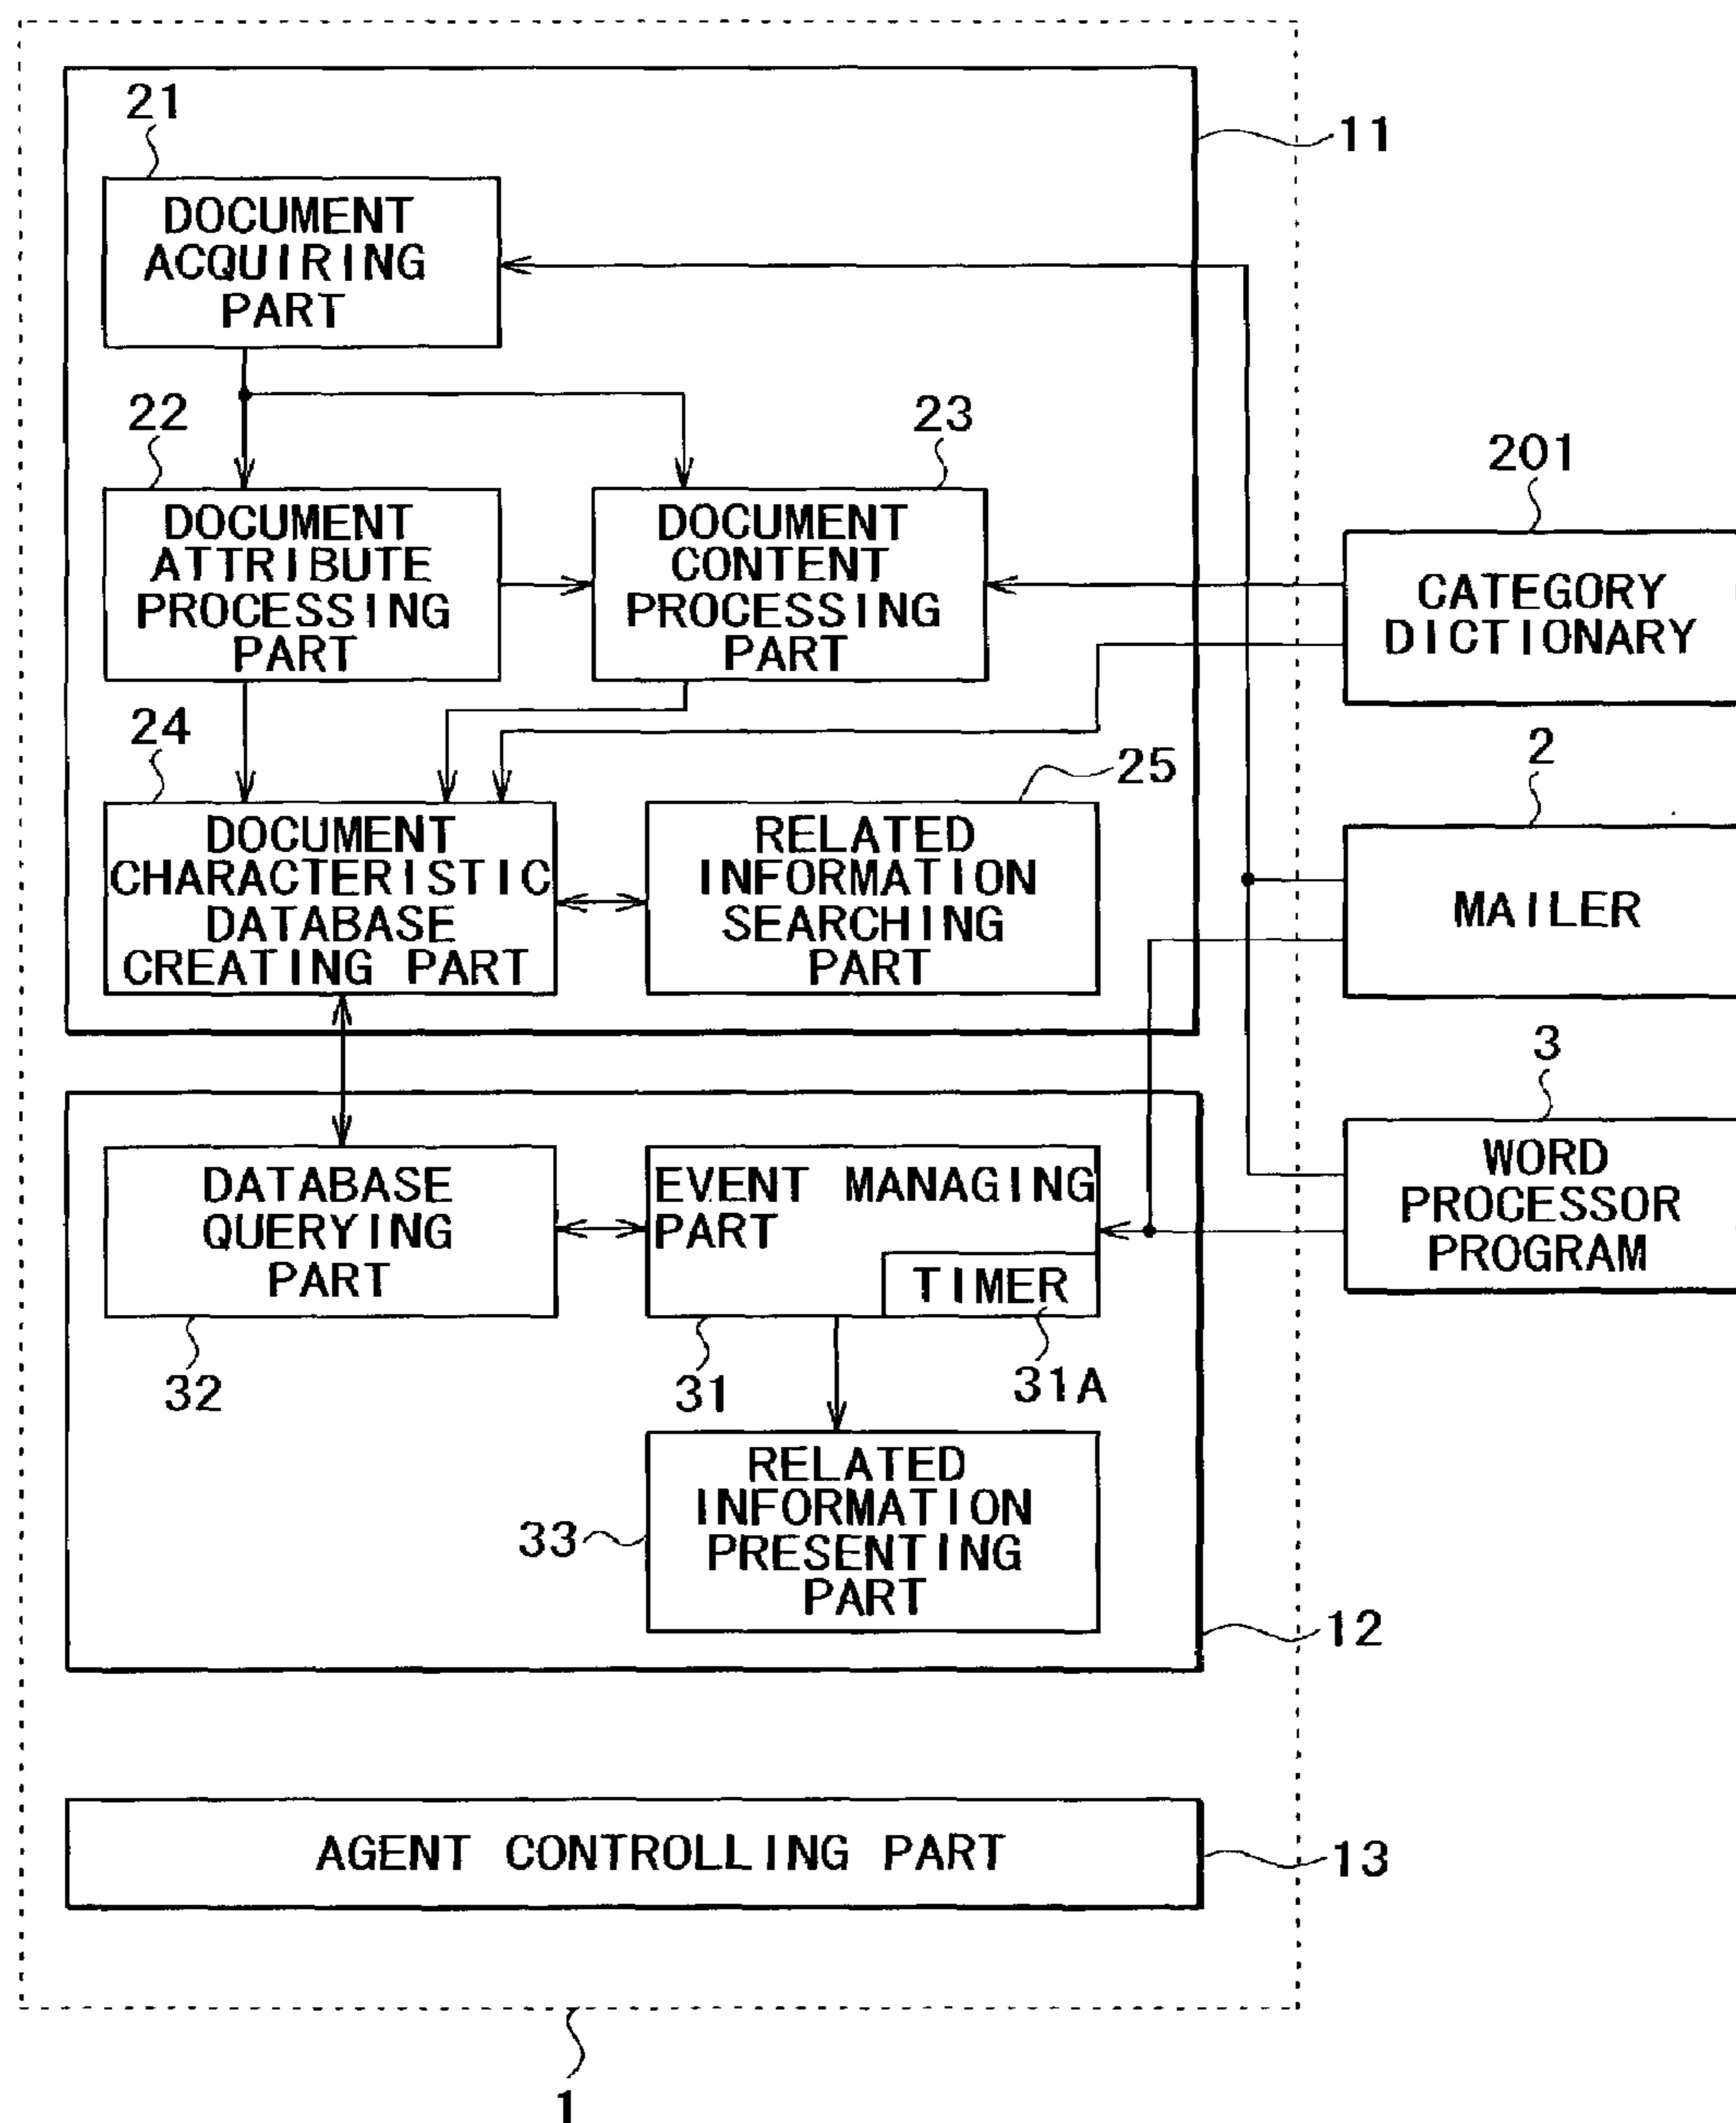 21
11
DOCUMENT
ACQUIRING
PART
22
23
201
DOCUMENT
ATTRIBUTE
PROCESSING
PART
DOCUMENT
CONTENT
PROCESSING
PART
CATEGORY
DICTIONARY
24
25
2
DOCUMENT
CHARACTERISTIC
DATABASE
CREATING PART
RELATED
INFORMATION
SEARCHING
PART
MAILER
3
DATABASE
QUERYING
PART
EVENT MANAGING
PART
TIMER
WORD
PROCESSOR
PROGRAM
32
31
31A
RELATED
INFORMATION
PRESENTING
PART
33
12
AGENT CONTROLLING PART
13
1